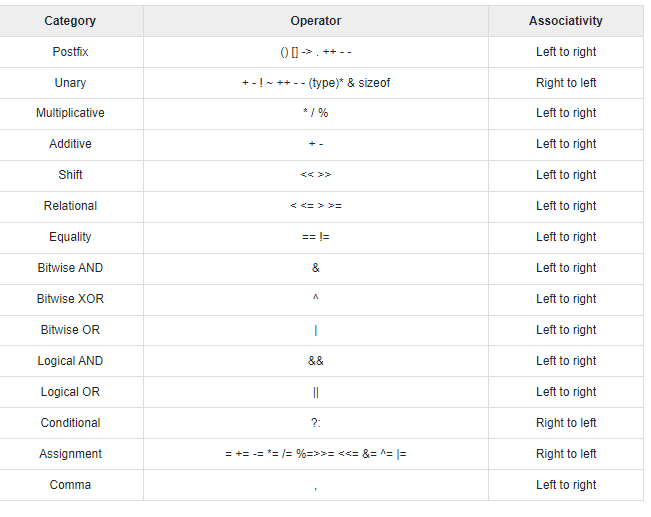 Category Operator Associativity
Postfix () [] -> . ++ - - Left to right
Unary + - ! ~ ++ - - (type)* & sizeof Right to left
Multiplicative * / % Left to right
Additive + - Left to right
Shift << >> Left to right
Relational < <= > >= Left to right
Equality == != Left to right
Bitwise AND & Left to right
Bitwise XOR ^ Left to right
Bitwise OR | Left to right
Logical AND && Left to right
Logical OR || Left to right
Conditional ?: Right to left
Assignment = += -= *= /= %=>>= <<= &= ^= |= Right to left
Comma , Left to right